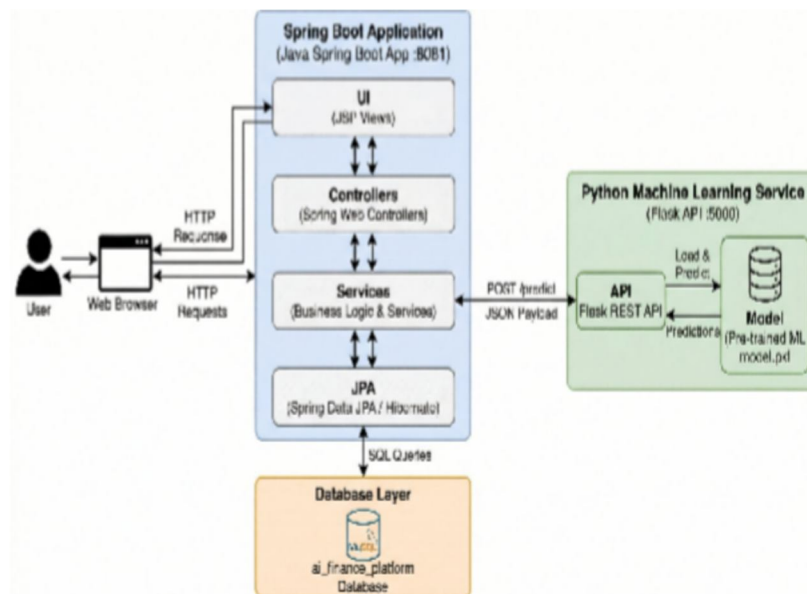 Spring Boot Application
(Java Spring Boot App :8081)
UI
(JSP Views)
Controllers
(Spring Web Controllers)
Services
(Business Logic & Services)
JPA
(Spring Data JPA / Hibernate)
SQL Queries
Database Layer
MySQL
ai_finance_platform
Database
User
Web Browser
HTTP
HTTP
Requests
POST /predict
JSON Payload
Python Machine Learning Service
(Flask API :5000)
API
Flask REST API
Load &
Predict
Predictions
Model
(Pre-trained ML